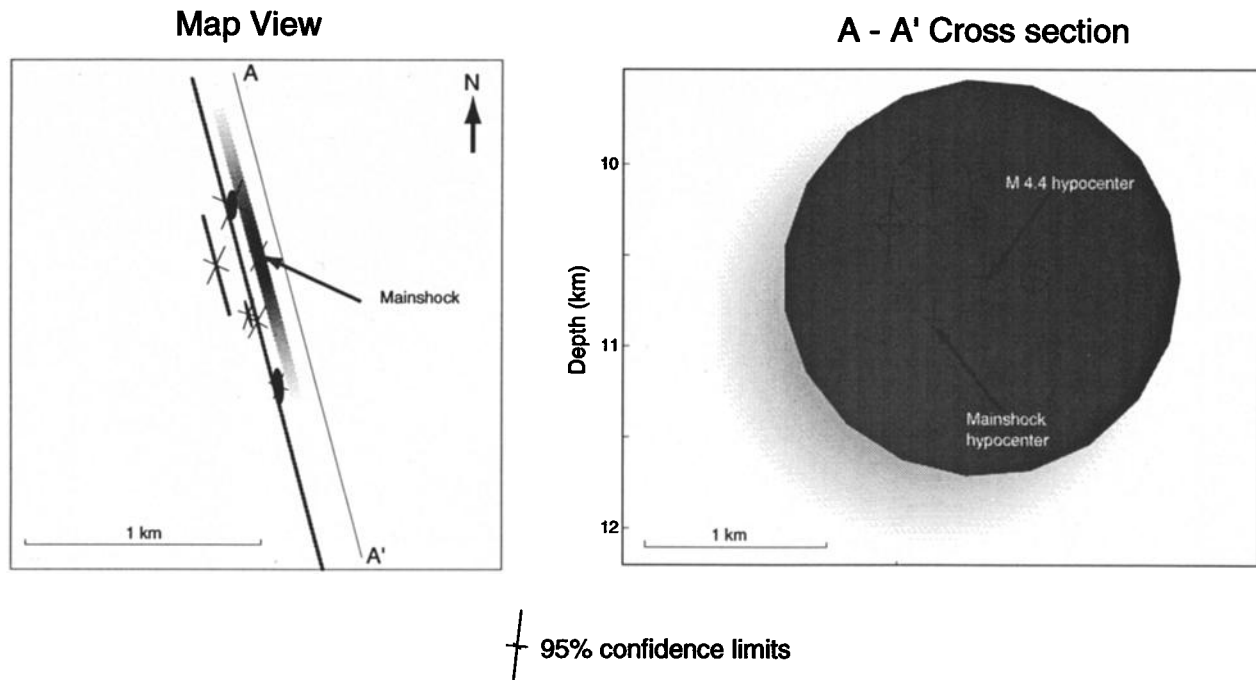 Map View
A
N
Mainshock
1 km
A'
A - A' Cross section
Depth (km)
10
11
12
M 4.4 hypocenter
Mainshock
hypocenter
1 km
95% confidence limits